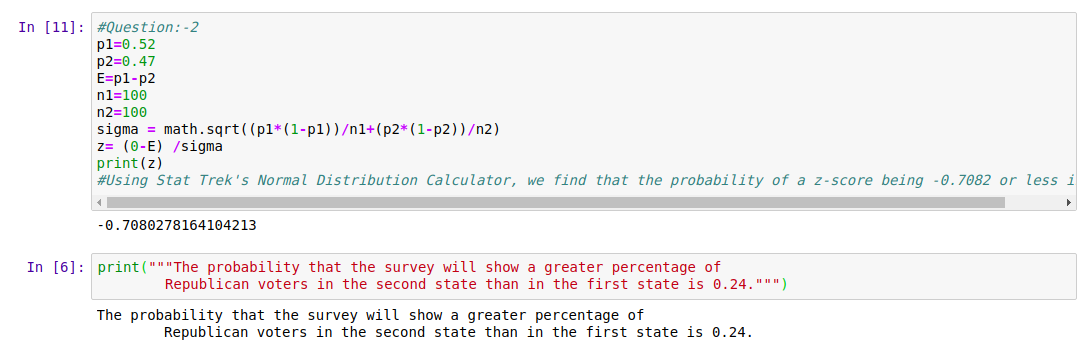 In [11]: #Question:-2
p1=0.52
p2=0.47
E=p1-p2
n1=100
n2=100
sigma = math.sqrt((p1*(1-p1))/n1+(p2*(1-p2))/n2)
z= (0-E) /sigma
print(z)
#Using Stat Trek's Normal Distribution Calculator, we find that the probability of a z-score being -0.7082 or less i
-0.7080278164104213
In [6]: print("""The probability that the survey will show a greater percentage of
Republican voters in the second state than in the first state is 0.24.""")
The probability that the survey will show a greater percentage of
Republican voters in the second state than in the first state is 0.24.